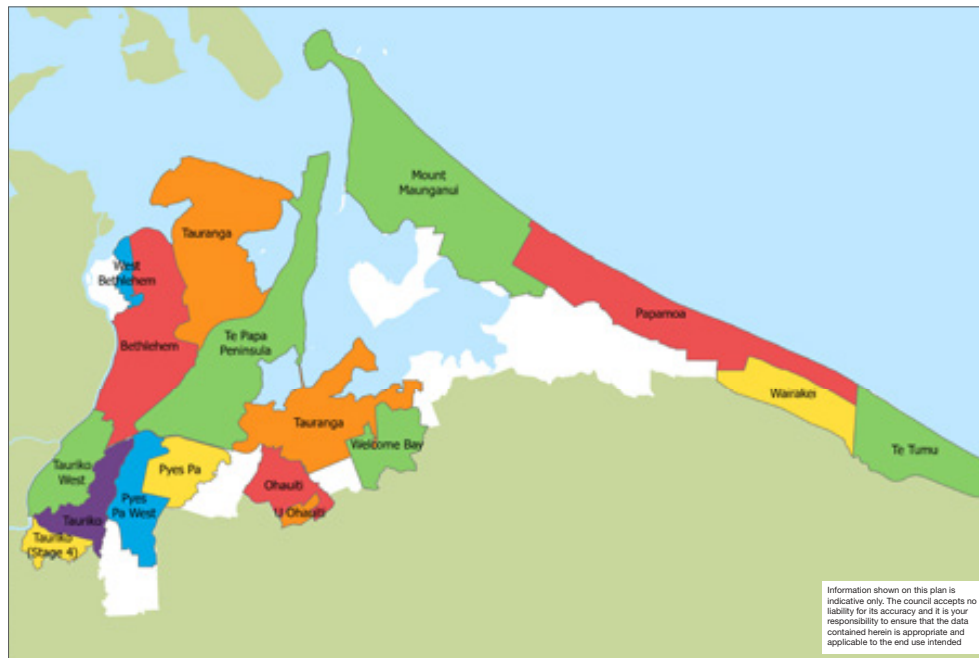 Mount
Maunganui
Tauranga
West
Bethlehem
Bethlehem
Te Papa
Peninsula
Papamoa
Wairakei
Te Tumu
Tauranga
Welcome Bay
Pyes Pa
Tauriko
West
Ohauiti
Pyes
Pa West
U Ohauiti
Tauriko
Tauriko
(Stage 4)
Information shown on this plan is
indicative only. The council accepts no
liability for its accuracy and it is your
responsibility to ensure that the data
contained herein is appropriate and
applicable to the end use intended